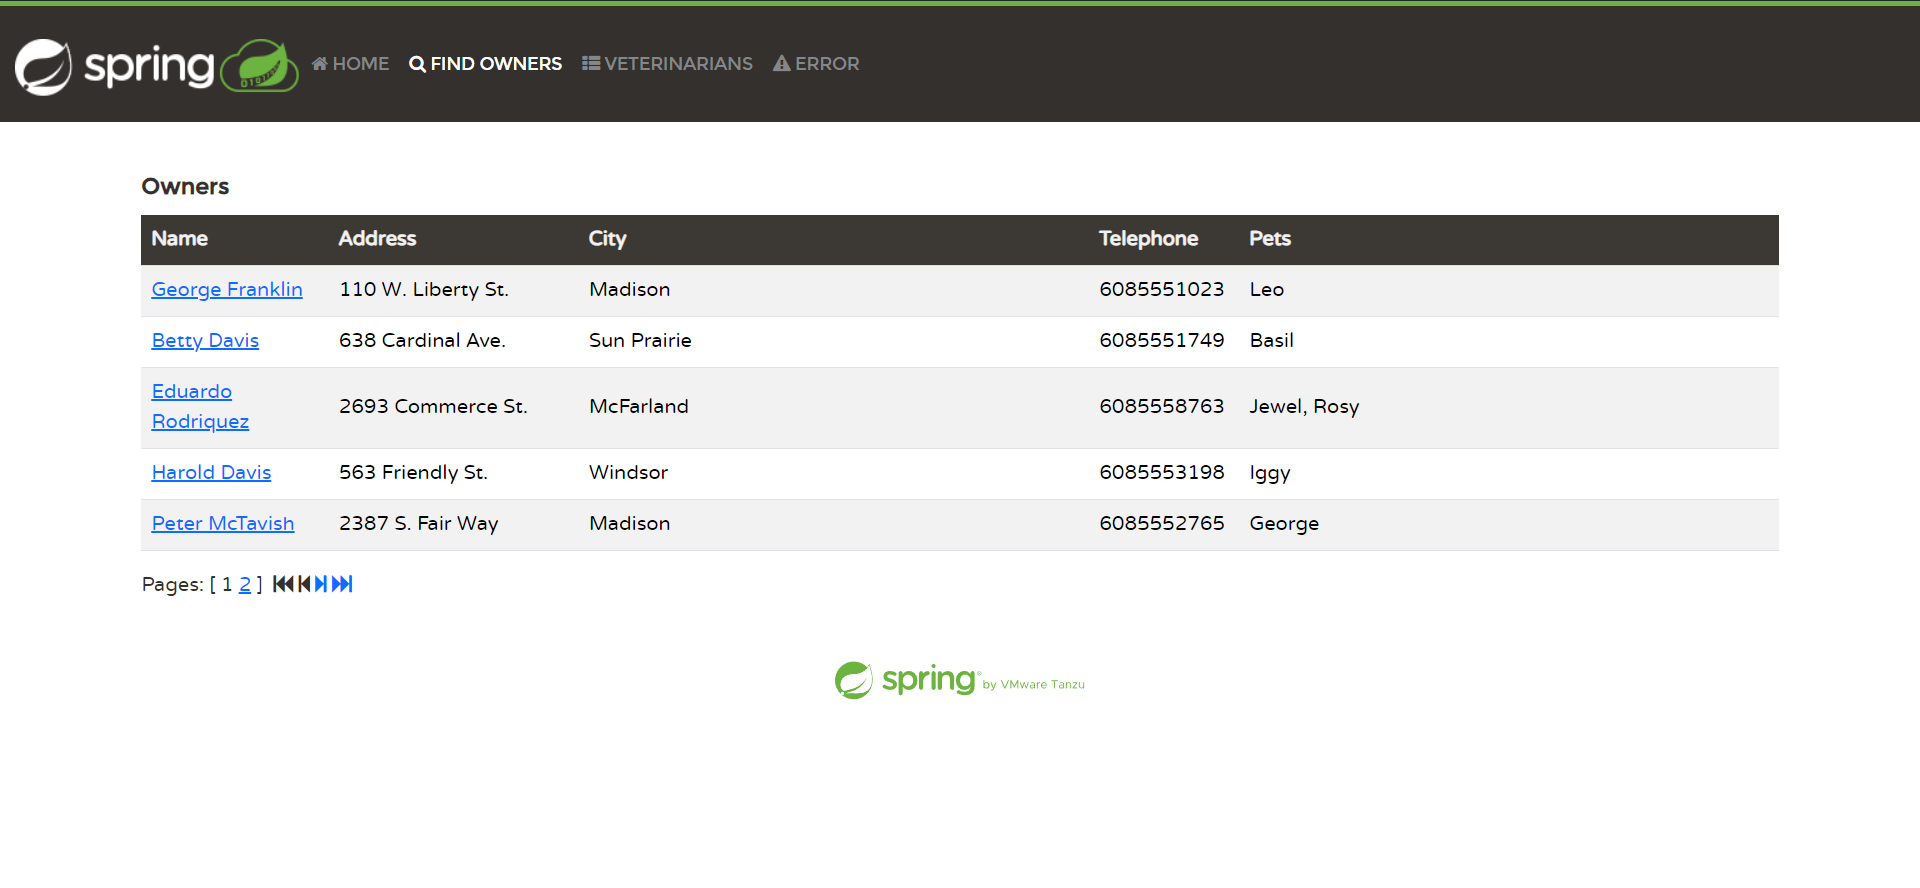 spring HOME FIND OWNERS VETERINARIANS ERROR
Owners
Name Address City Telephone Pets
George Franklin 110 W. Liberty St. Madison 6085551023 Leo
Betty Davis 638 Cardinal Ave. Sun Prairie 6085551749 Basil
Eduardo
Rodriquez 2693 Commerce St. McFarland 6085558763 Jewel, Rosy
Harold Davis 563 Friendly St. Windsor 6085553198 Iggy
Peter McTavish 2387 S. Fair Way Madison 6085552765 George
Pages: [ 1 2 ]
spring® by VMware Tanzu